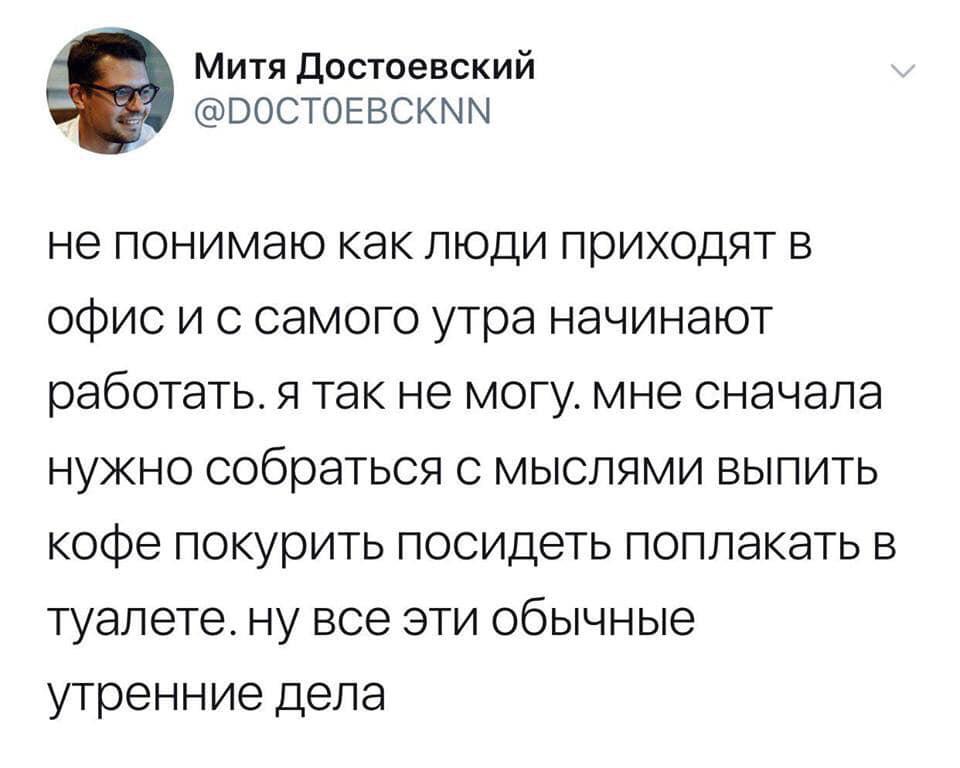 Митя Достоевский
@DOCTOEBCKNN
не понимаю как люди приходят в
офис и с самого утра начинают
работать. я так не могу. мне сначала
нужно собраться с мыслями выпить
кофе покурить посидеть поплакать в
туалете. ну все эти обычные
утренние дела